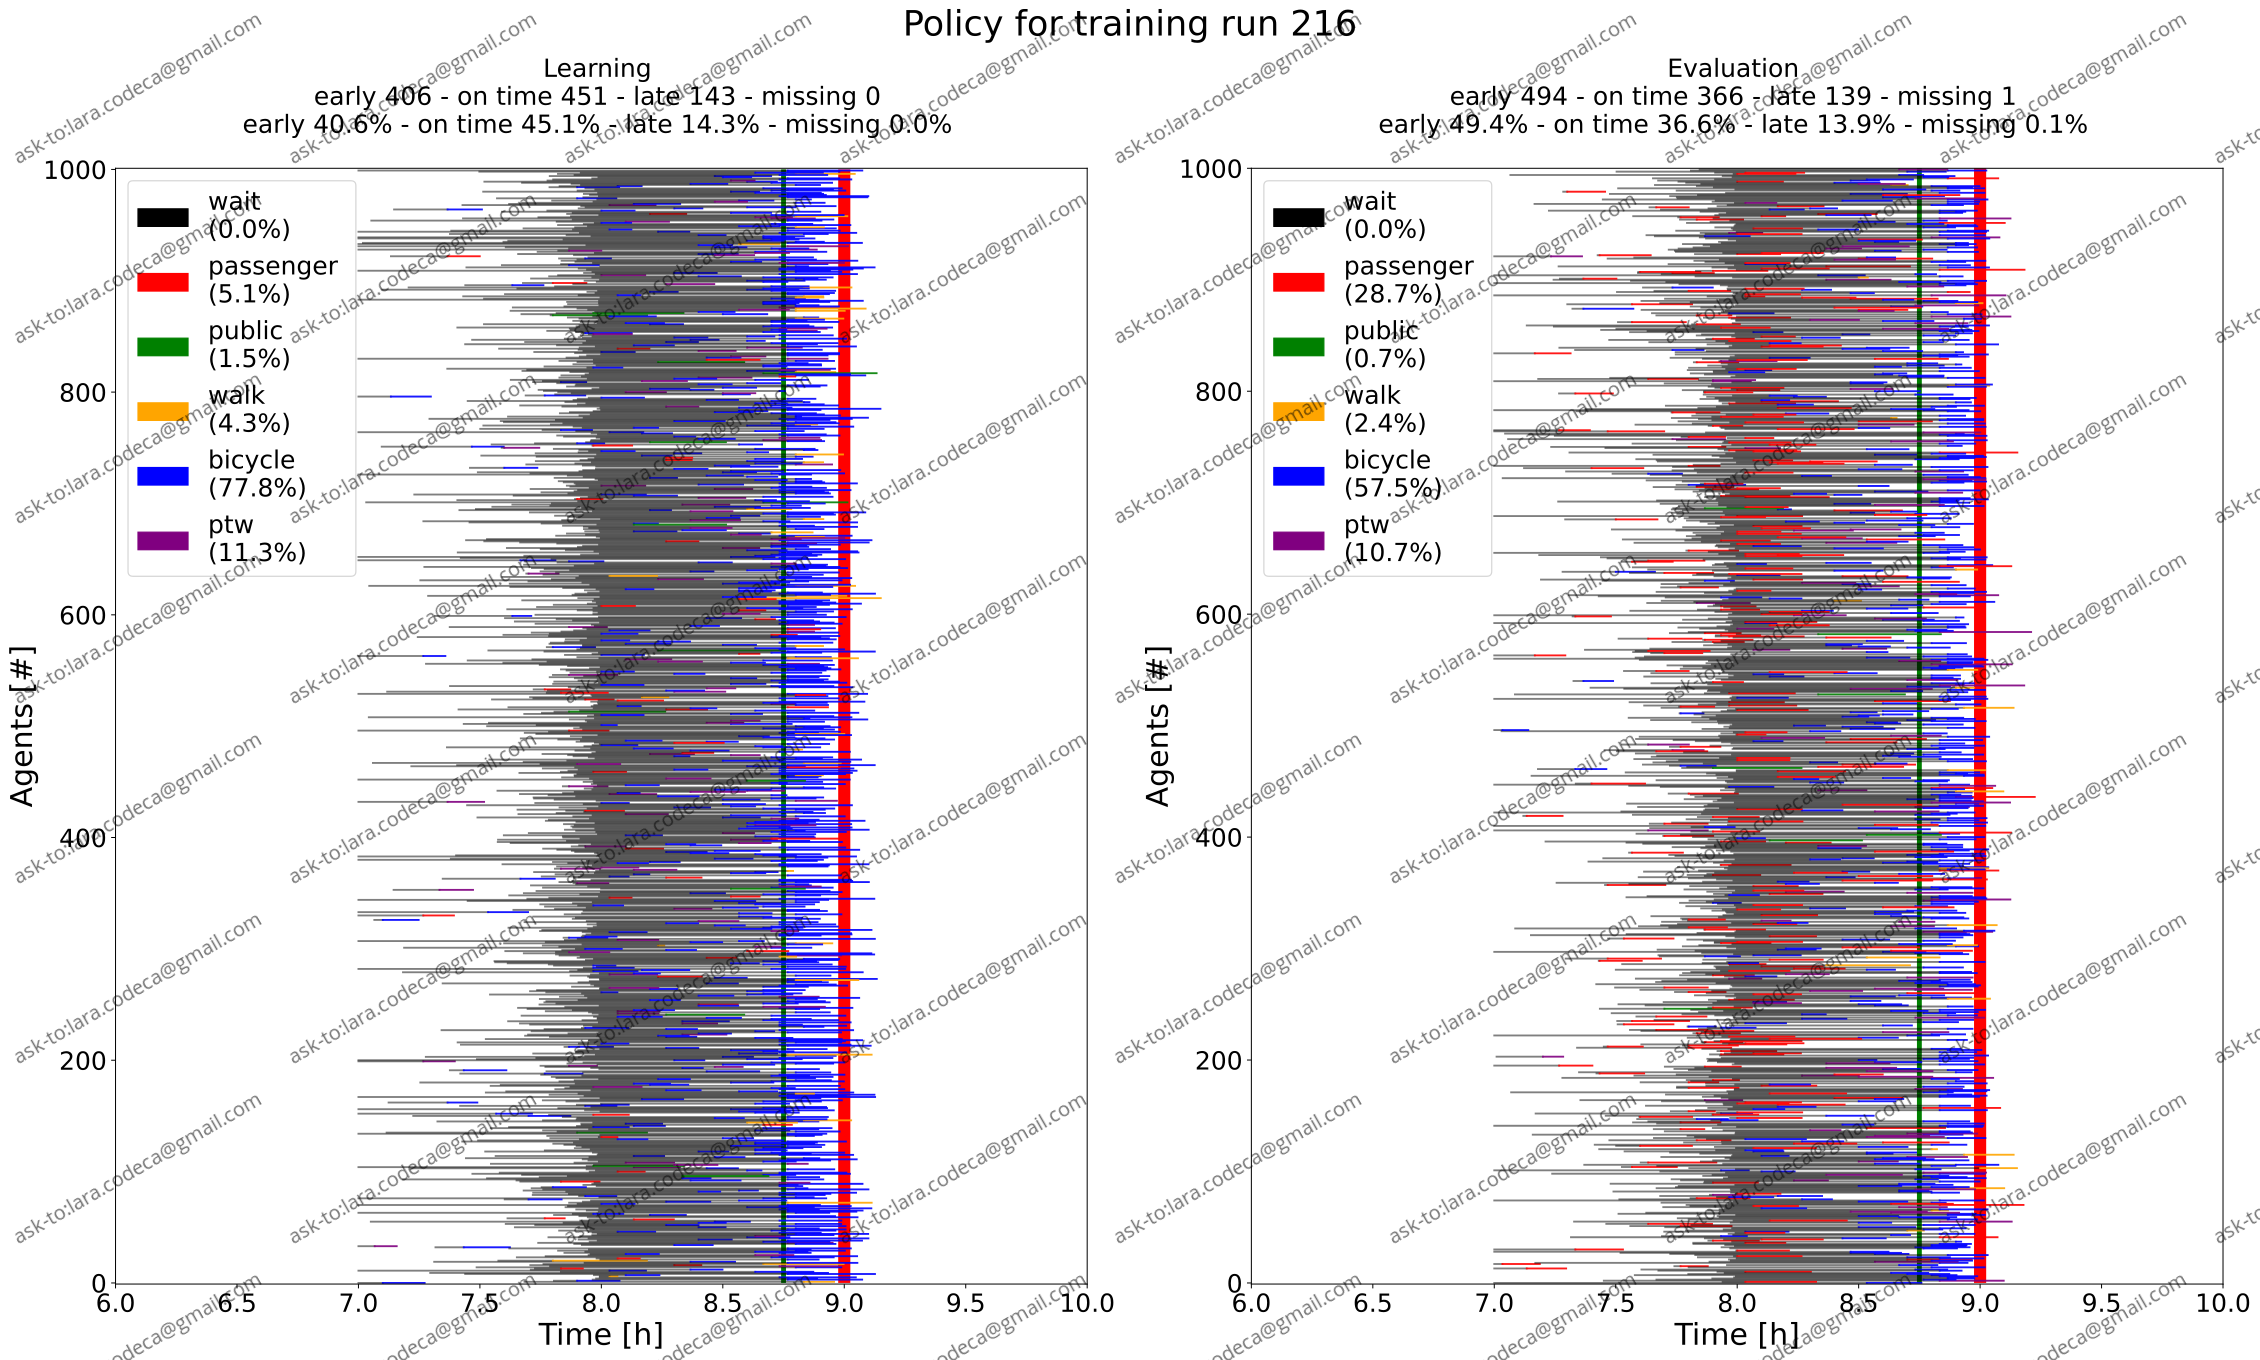 Policy for training run 216
Learning
early 406 - on time 451 - late 143 - missing 0
early 40.6% - on time 45.1% - late 14.3% - missing 0.0%
Agents [#]
1000
800
600
400
200
0
wait
(0.0%)
passenger
(5.1%)
public
(1.5%)
walk
(4.3%)
bicycle
(77.8%)
ptw
(11.3%)
6.0 6.5 7.0 7.5 8.0 8.5 9.0 9.5 10.0
Time [h]
Evaluation
early 494 - on time 366 - late 139 - missing 1
early 49.4% - on time 36.6% - late 13.9% - missing 0.1%
Agents [#]
1000
800
600
400
200
0
wait
(0.0%)
passenger
(28.7%)
public
(0.7%)
walk
(2.4%)
bicycle
(57.5%)
ptw
(10.7%)
6.0 6.5 7.0 7.5 8.0 8.5 9.0 9.5 10.0
Time [h]
ask-to:lara.codeca@gmail.com